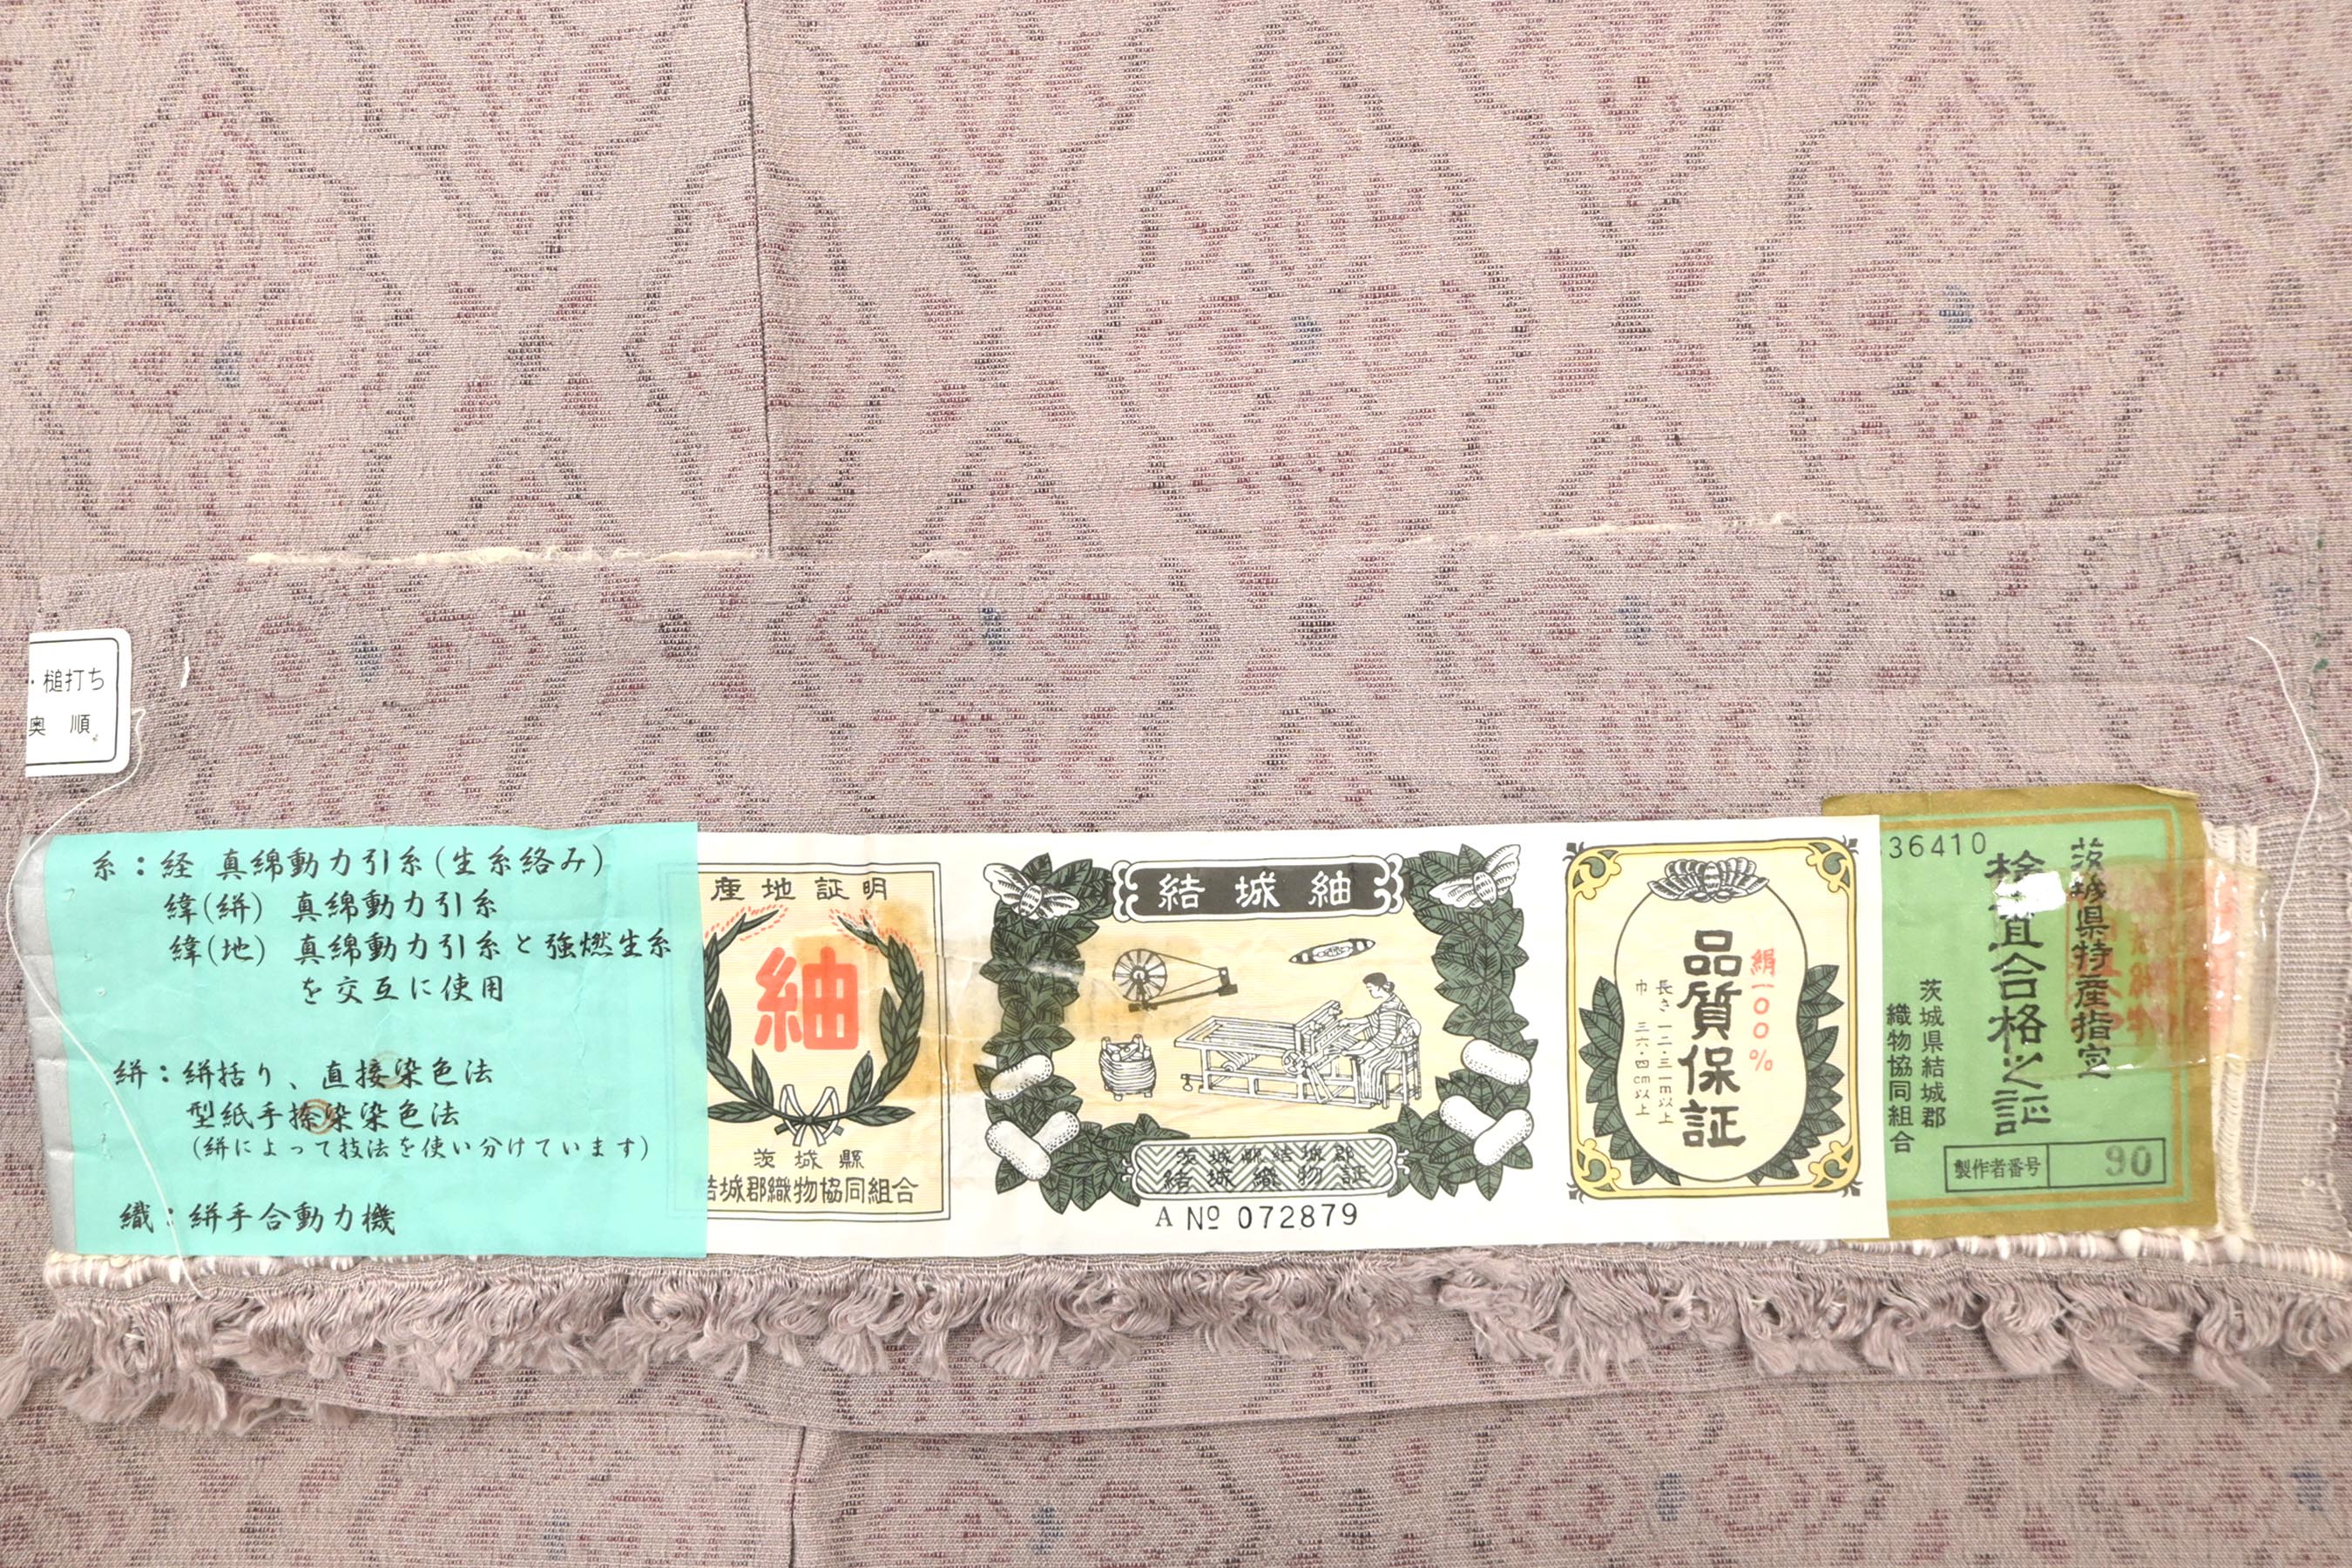 ・槌打ち
奥 順
糸：経 真綿動力引糸(生糸絡み)
緯(絣) 真綿動力引糸
緯(地) 真綿動力引糸と強撚生糸
を交互に使用
絣：絣括り、直接染色法
型紙手捺染染色法
(絣によって技法を使い分けています)
織：絣手合動力機
産地証明
紬
茨城縣
結城郡織物協同組合
結城紬
茨城縣結城郡
結城織物証
A № 072879
絹一〇〇%
品質保証
長さ 一二・三一m以上
巾 三六・四cm以上
36410
茨城県特産指定
検査合格之証
茨城県結城郡
織物協同組合
製作者番号 90